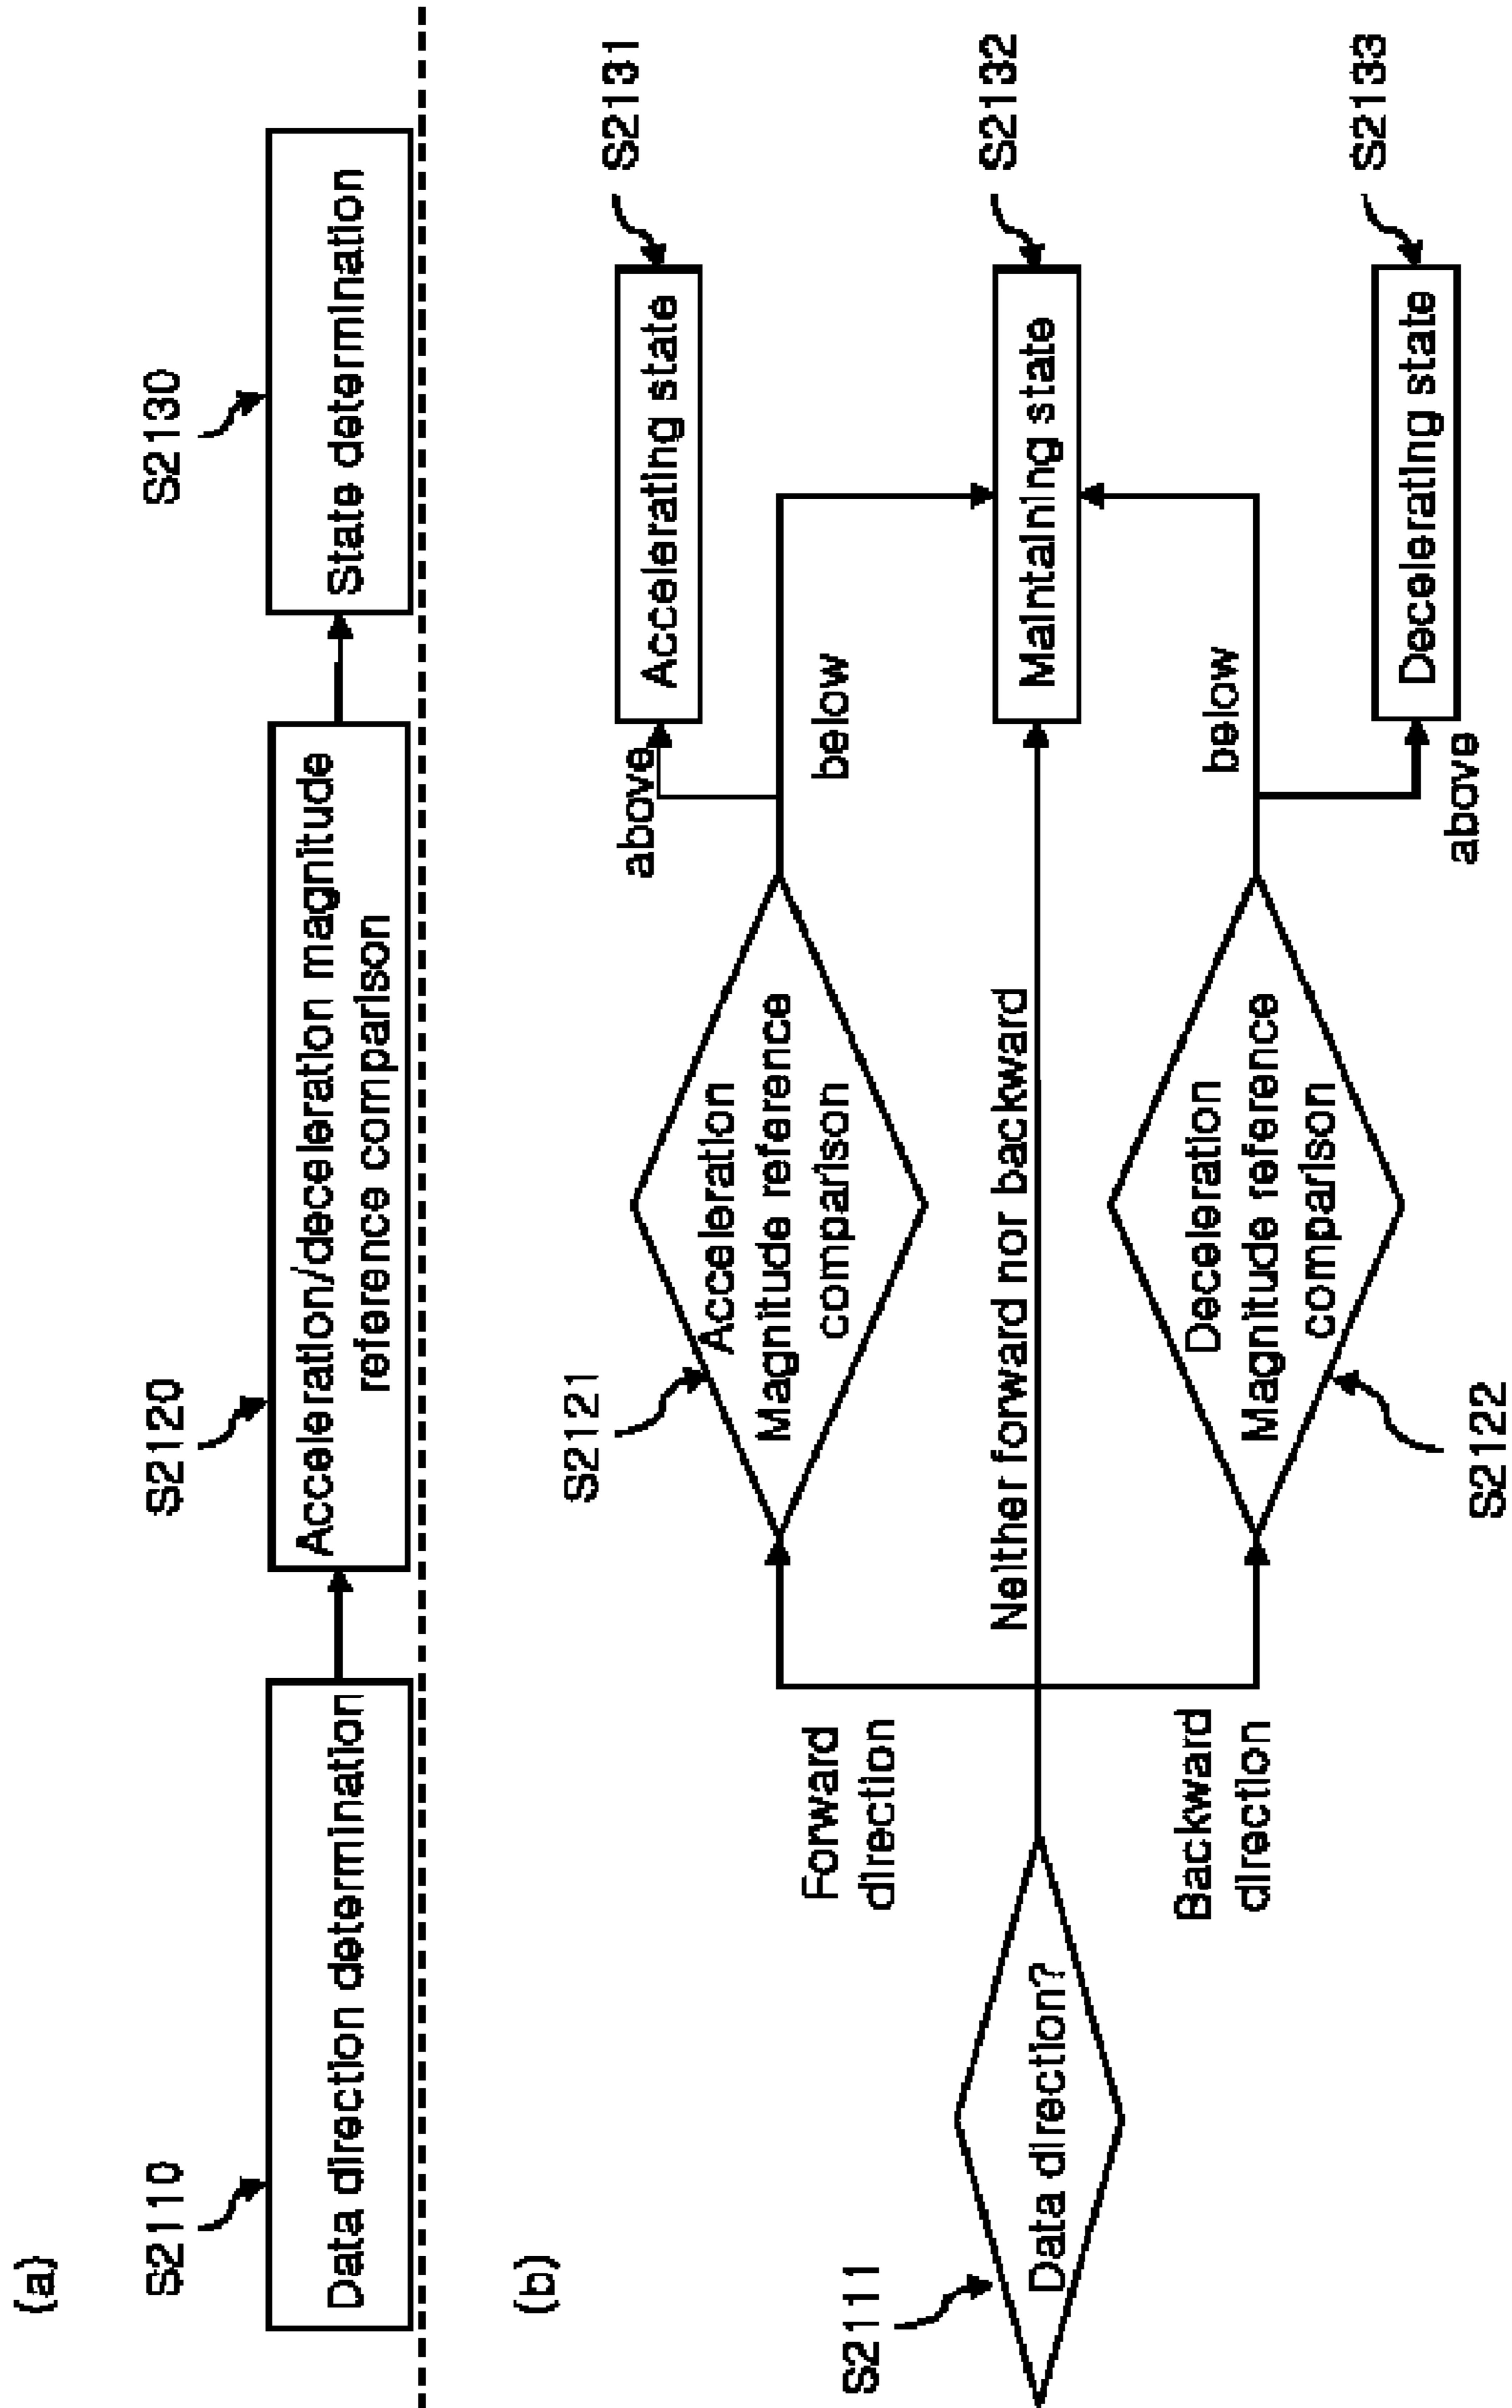 (a)
S2110
S2120
S2130
Data direction determination
Acceleration/deceleration magnitude
reference comparison
State determination
(b)
S2111
Data direction?
Forward
direction
Neither forward nor backward
Backward
direction
S2121
Acceleration
Magnitude reference
comparison
Deceleration
Magnitude reference
comparison
S2122
above
below
below
above
Accelerating state
S2131
Maintaining state
S2132
Decelerating state
S2133